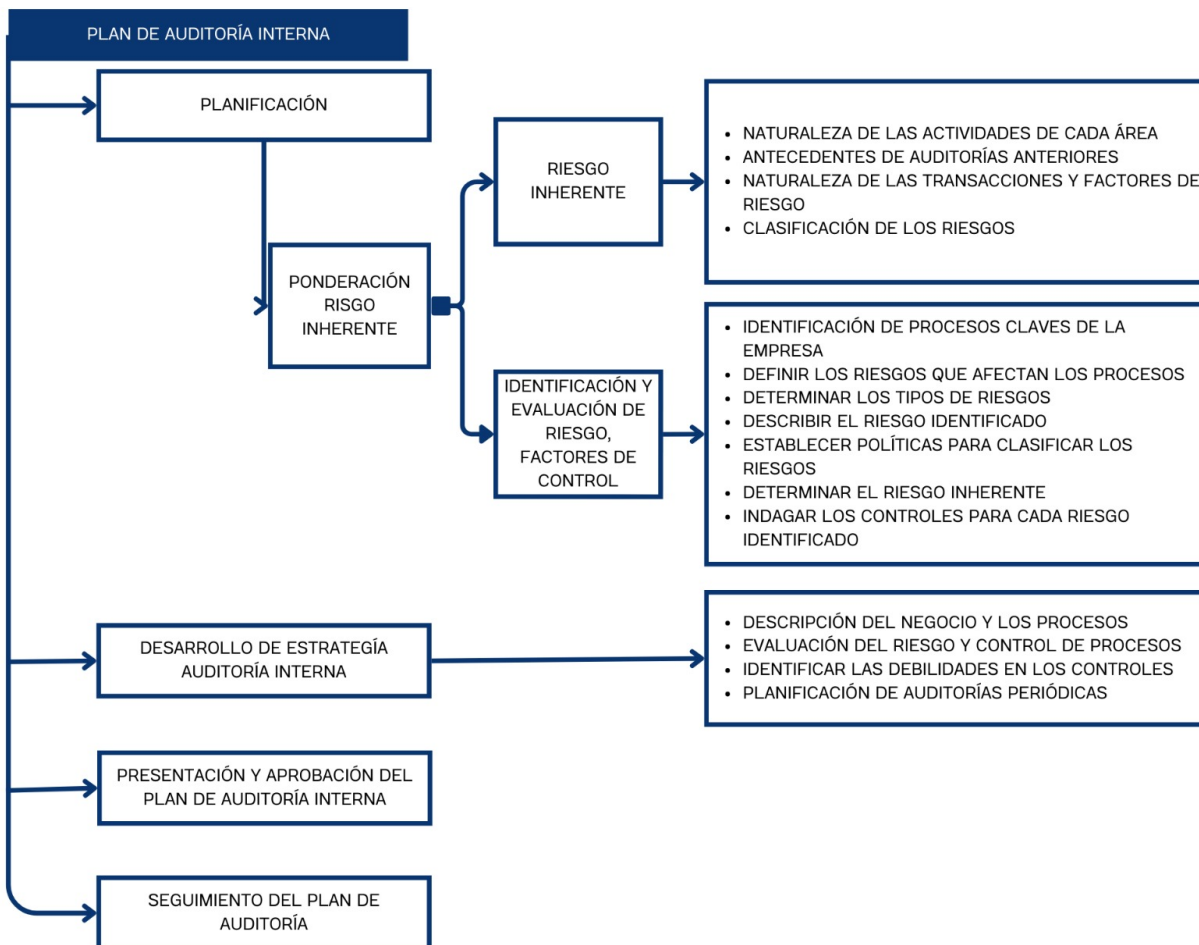 PLAN DE AUDITORÍA INTERNA
PLANIFICACIÓN
PONDERACIÓN
RISGO
INHERENTE
RIESGO
INHERENTE
• NATURALEZA DE LAS ACTIVIDADES DE CADA ÁREA
• ANTECEDENTES DE AUDITORÍAS ANTERIORES
• NATURALEZA DE LAS TRANSACCIONES Y FACTORES DE
RIESGO
• CLASIFICACIÓN DE LOS RIESGOS
IDENTIFICACIÓN Y
EVALUACIÓN DE
RIESGO,
FACTORES DE
CONTROL
• IDENTIFICACIÓN DE PROCESOS CLAVES DE LA
EMPRESA
• DEFINIR LOS RIESGOS QUE AFECTAN LOS PROCESOS
• DETERMINAR LOS TIPOS DE RIESGOS
• DESCRIBIR EL RIESGO IDENTIFICADO
• ESTABLECER POLÍTICAS PARA CLASIFICAR LOS
RIESGOS
• DETERMINAR EL RIESGO INHERENTE
• INDAGAR LOS CONTROLES PARA CADA RIESGO
IDENTIFICADO
DESARROLLO DE ESTRATEGÍA
AUDITORÍA INTERNA
• DESCRIPCIÓN DEL NEGOCIO Y LOS PROCESOS
• EVALUACIÓN DEL RIESGO Y CONTROL DE PROCESOS
• IDENTIFICAR LAS DEBILIDADES EN LOS CONTROLES
• PLANIFICACIÓN DE AUDITORÍAS PERIÓDICAS
PRESENTACIÓN Y APROBACIÓN DEL
PLAN DE AUDITORÍA INTERNA
SEGUIMIENTO DEL PLAN DE
AUDITORÍA